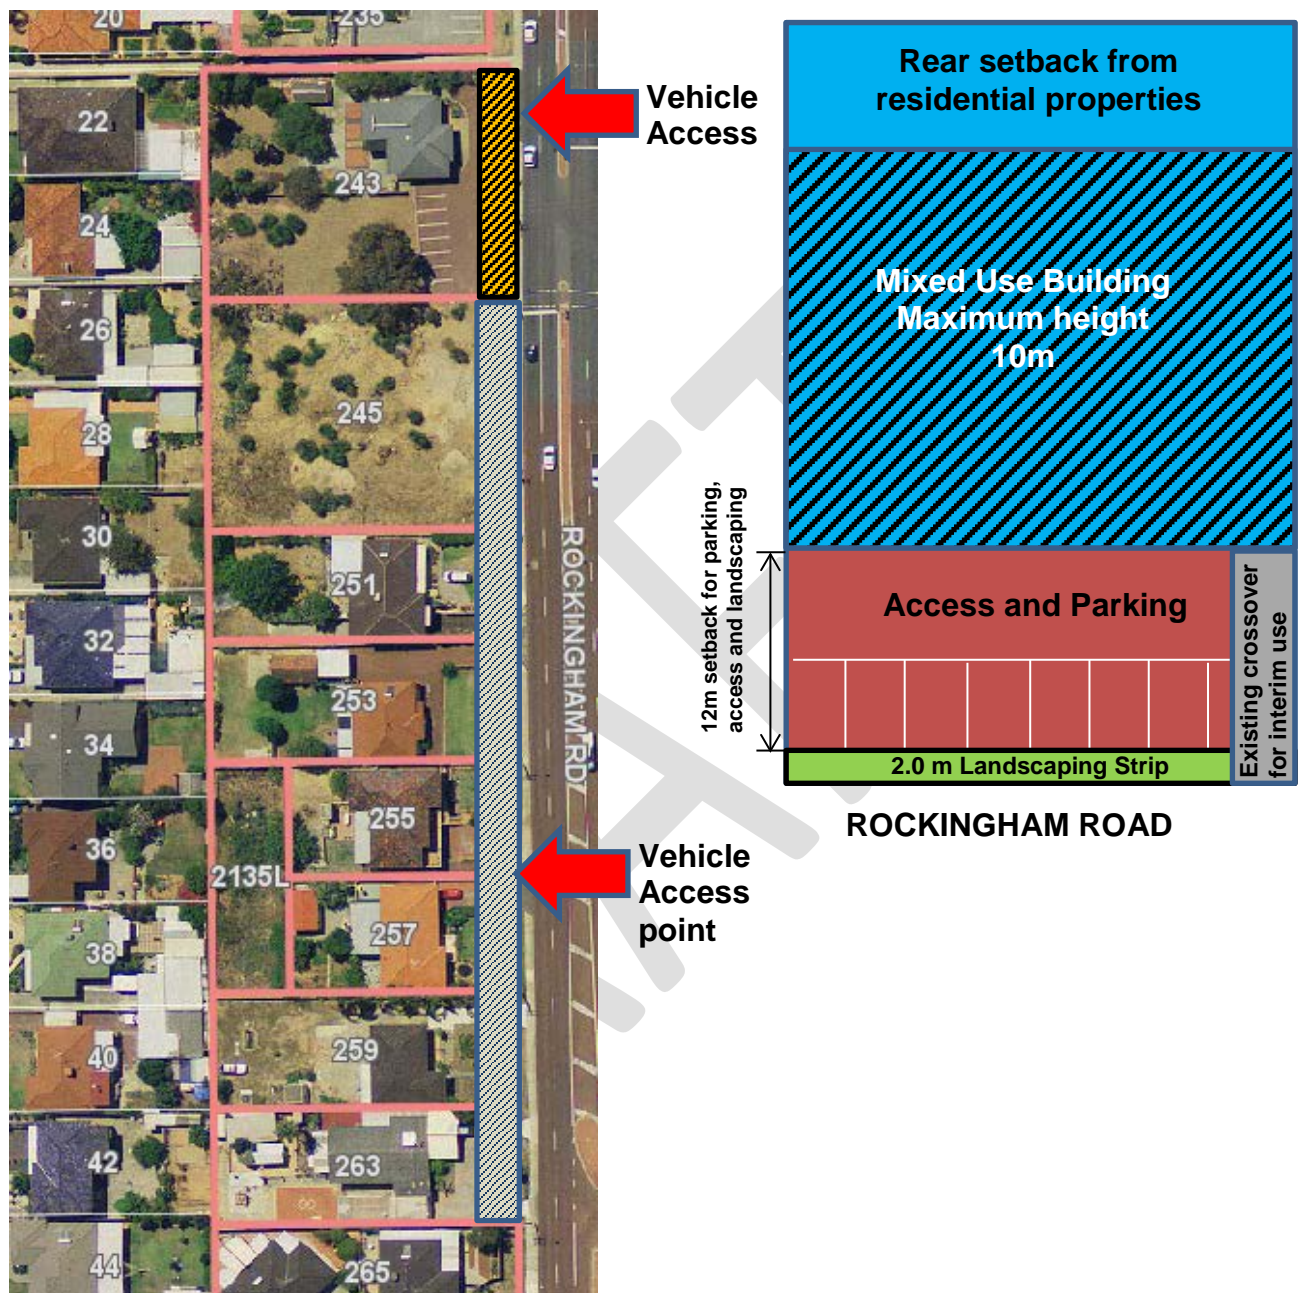 20
235
22
24
26
28
30
32
34
36
38
40
42
44
243
245
251
253
255
2135L
257
259
263
265
ROCKINGHAM RD
Vehicle
Access
Vehicle
Access
point
Rear setback from
residential properties
Mixed Use Building
Maximum height
10m
12m setback for parking,
access and landscaping
Access and Parking
Existing crossover
for interim use
2.0 m Landscaping Strip
ROCKINGHAM ROAD
DRAFT